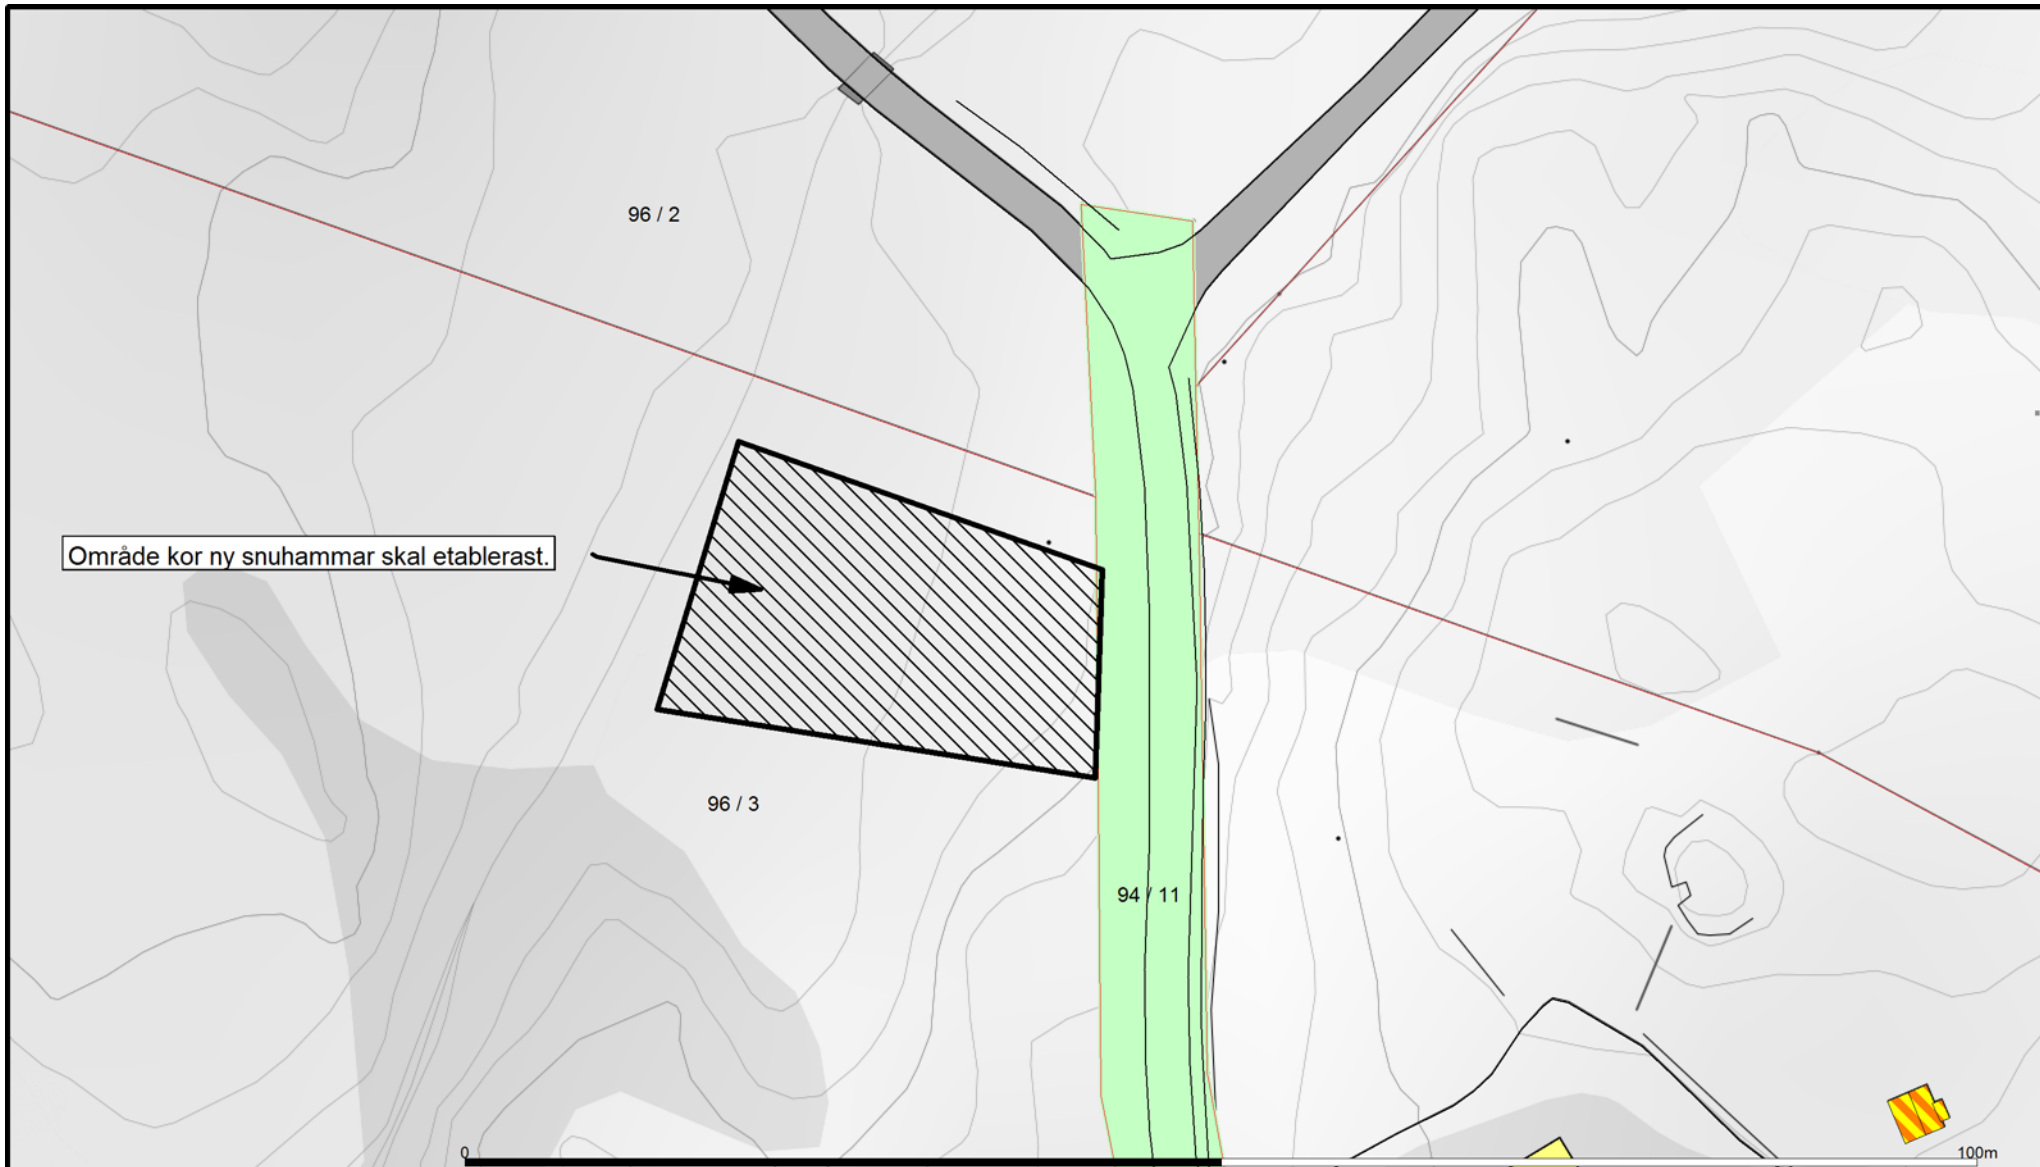 96 / 2
Område kor ny snuhammar skal etablerast.
96 / 3
94 / 11
0
100m